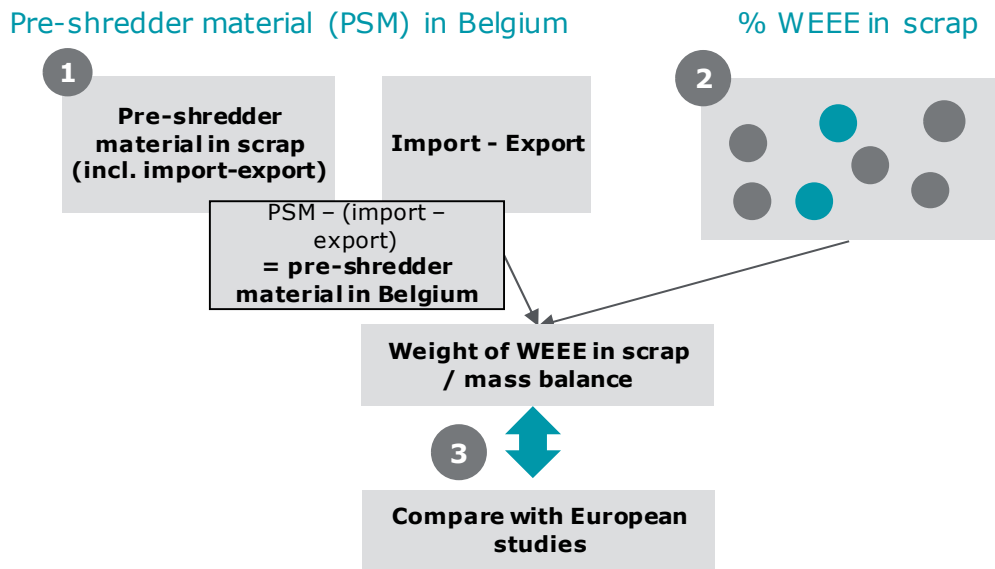 Pre-shredder material (PSM) in Belgium
% WEEE in scrap
1
Pre-shredder
material in scrap
(incl. import-export)
Import - Export
2
PSM – (import –
export)
= pre-shredder
material in Belgium
Weight of WEEE in scrap
/ mass balance
3
Compare with European
studies